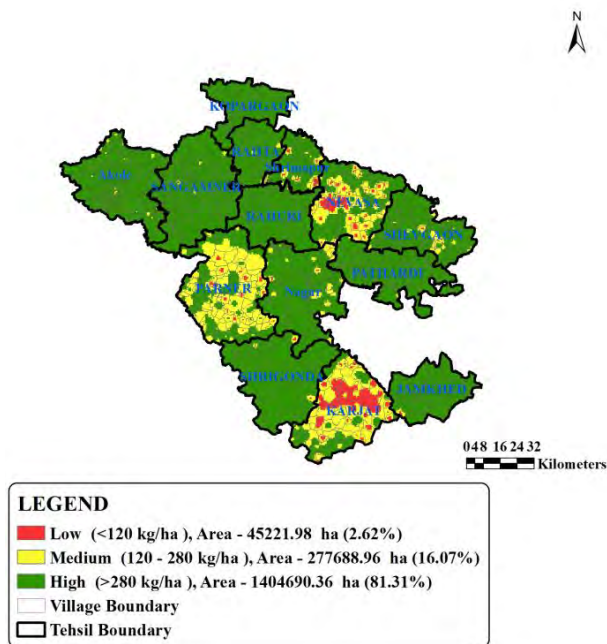 N
KOPARGAON
RAHTA
Akole
Shrirampur
SANGAMNER
NEVASA
RAHURI
SHEVGAON
PATHARDI
PARNER
Nagar
SHRIGONDA
KARJAT
JAMKHED
0 4 8 16 24 32
Kilometers
LEGEND
Low (<120 kg/ha ), Area - 45221.98 ha (2.62%)
Medium (120 - 280 kg/ha ), Area - 277688.96 ha (16.07%)
High (>280 kg/ha ), Area - 1404690.36 ha (81.31%)
Village Boundary
Tehsil Boundary